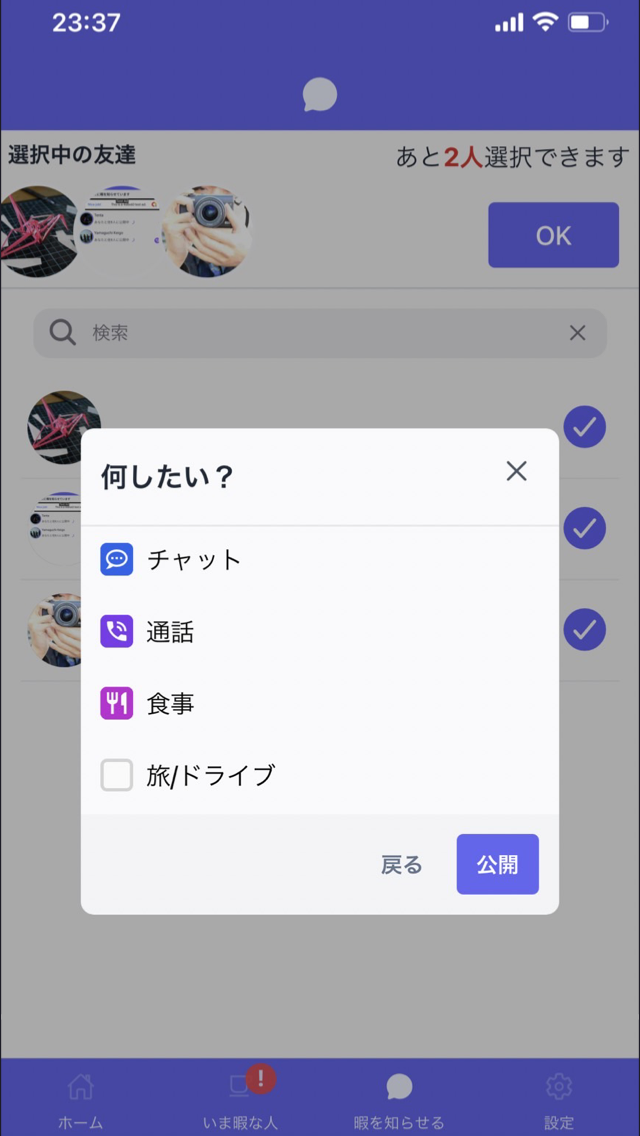 23:37
選択中の友達
あと2人選択できます
OK
検索
何したい？
チャット
通話
食事
旅/ドライブ
戻る
公開
!
ホーム
いま暇な人
暇を知らせる
設定